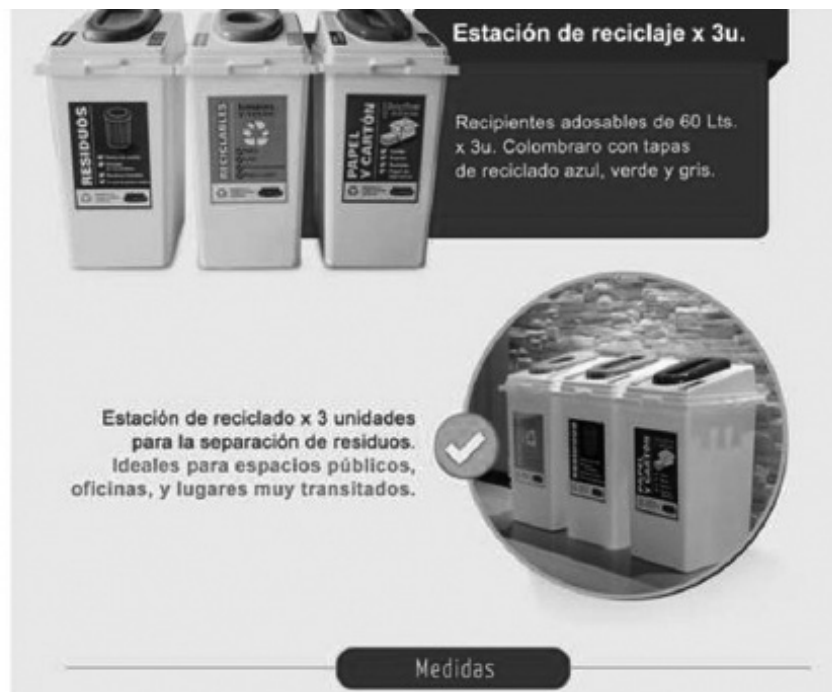 Estación de reciclaje x 3u.
Recipientes adosables de 60 Lts.
x 3u. Colombraro con tapas
de reciclado azul, verde y gris.
RESIDUOS
RECICLABLES
PAPEL
Y CARTÓN
Estación de reciclado x 3 unidades
para la separación de residuos.
Ideales para espacios públicos,
oficinas, y lugares muy transitados.
RESIDUOS
PAPEL
Y CARTÓN
Medidas